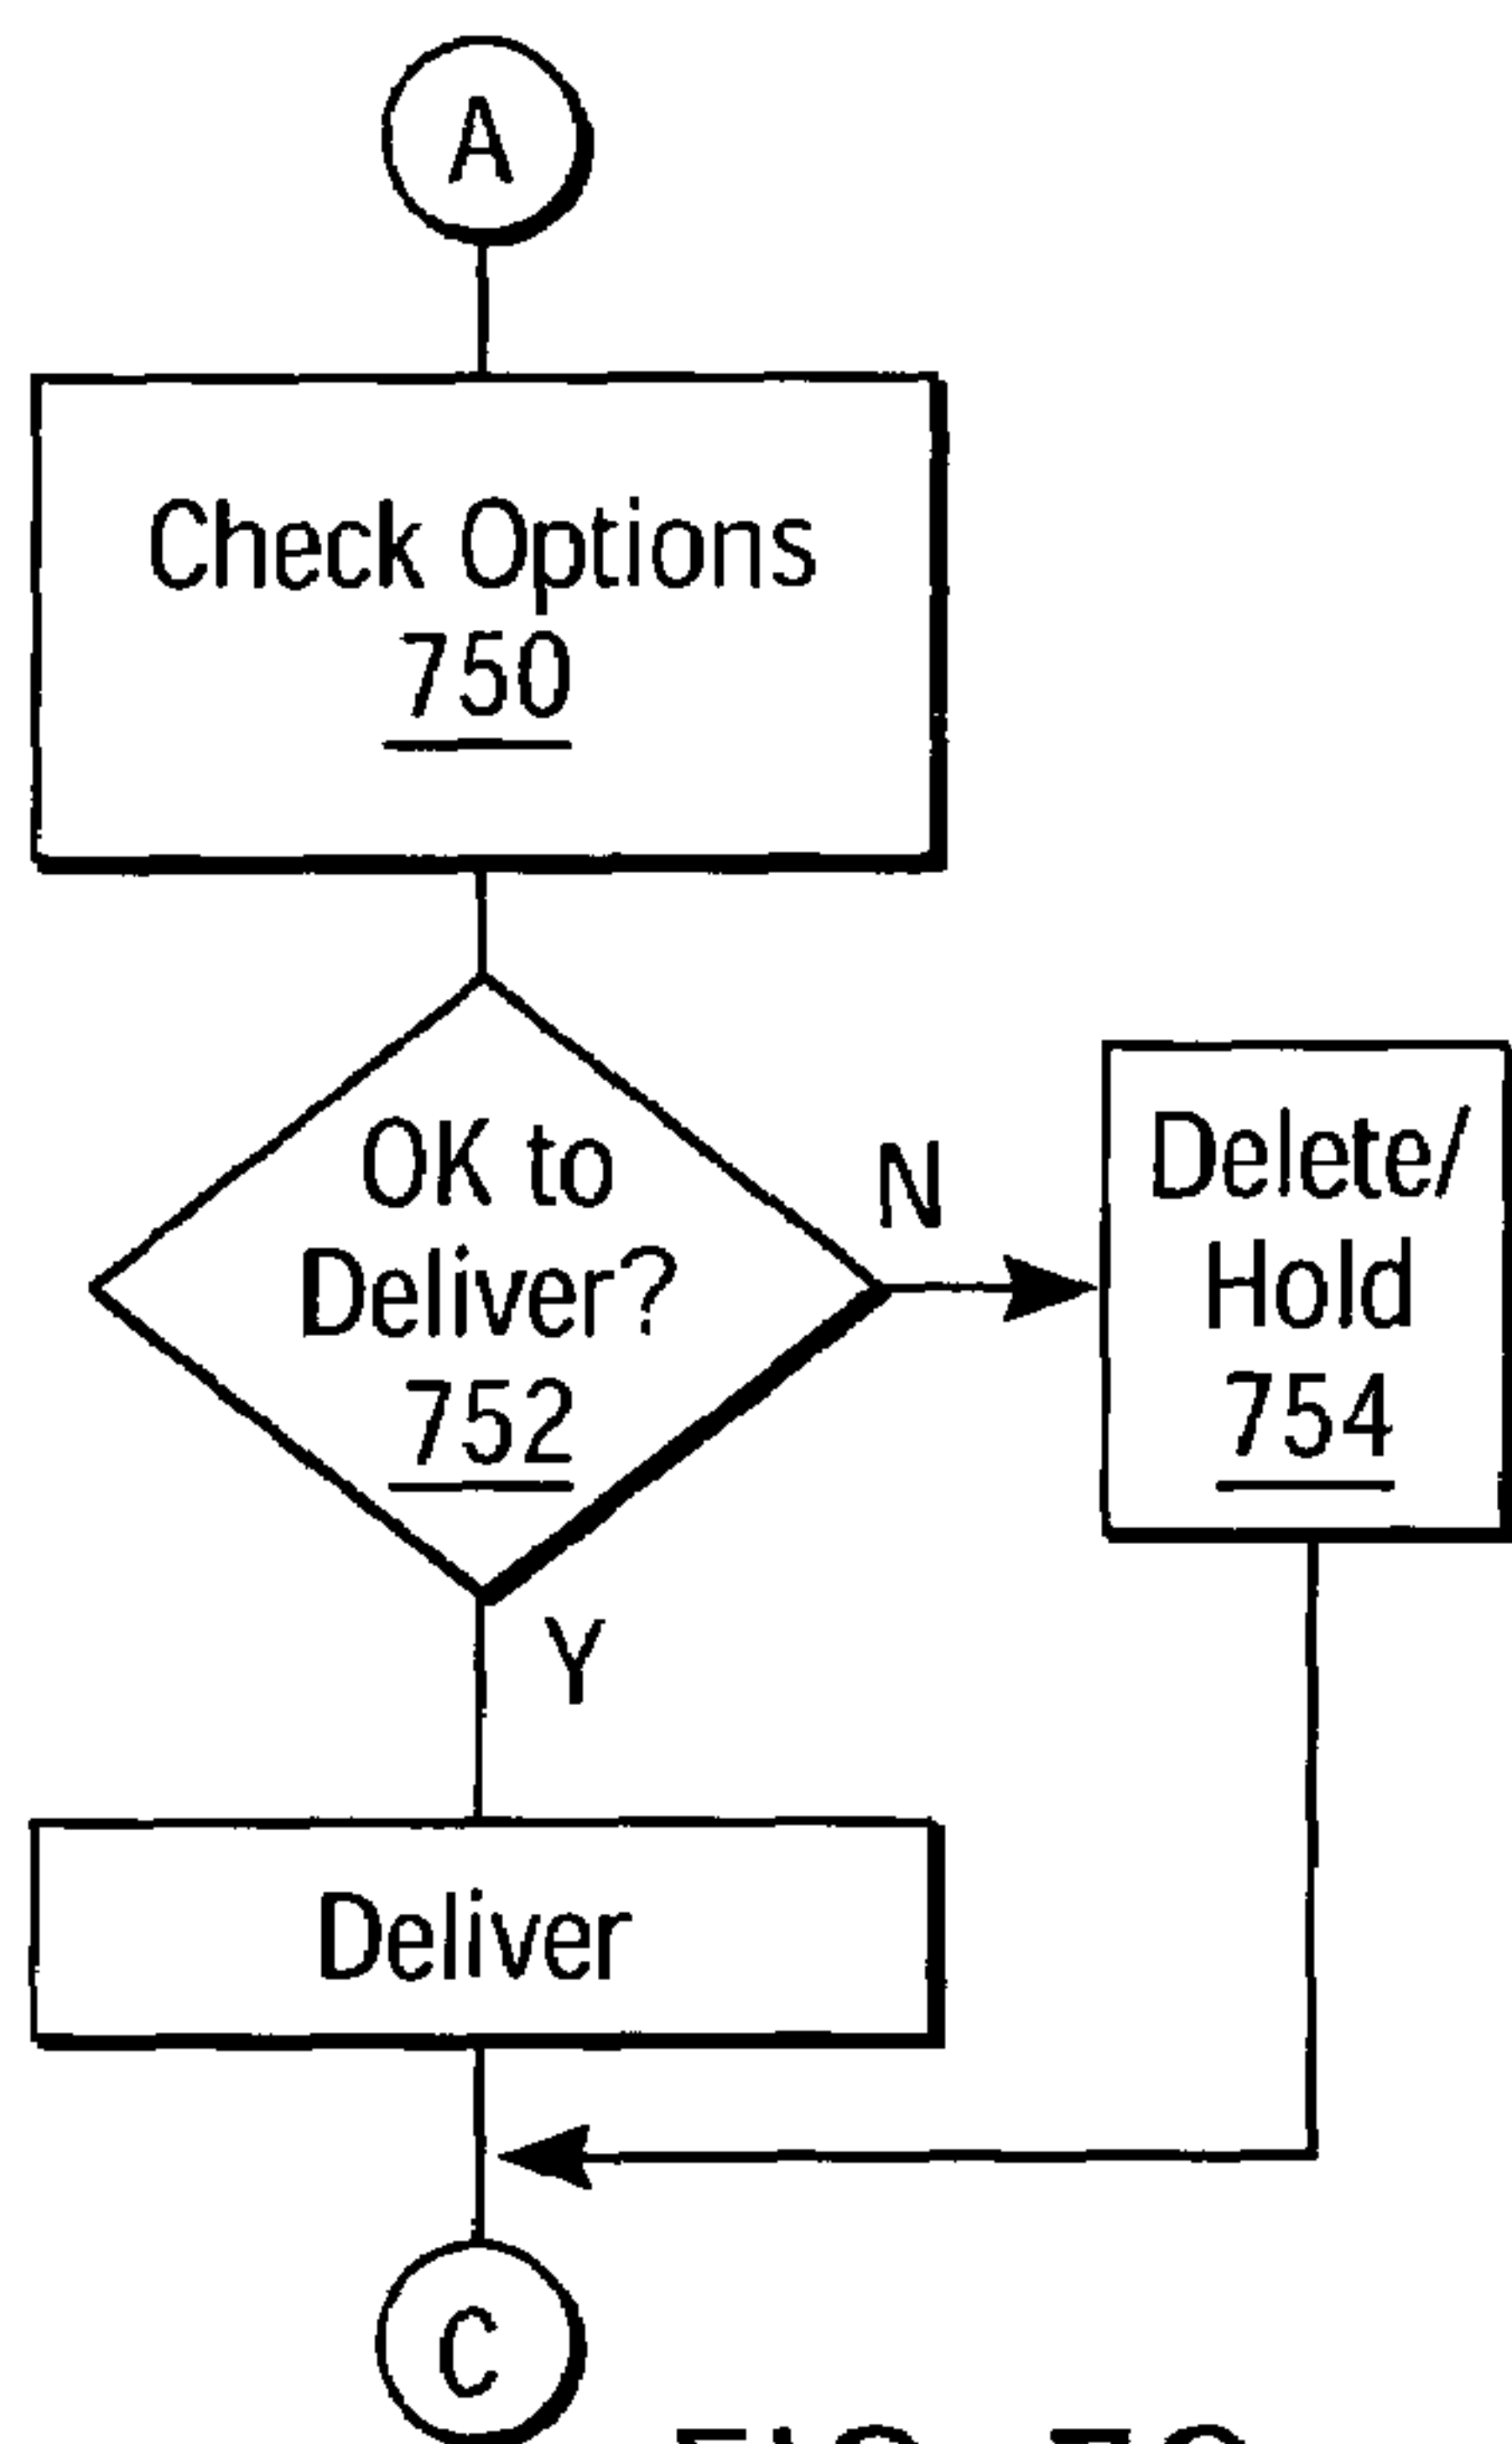 A
Check Options
750
OK to
Deliver?
752
N
Delete/
Hold
754
Y
Deliver
C